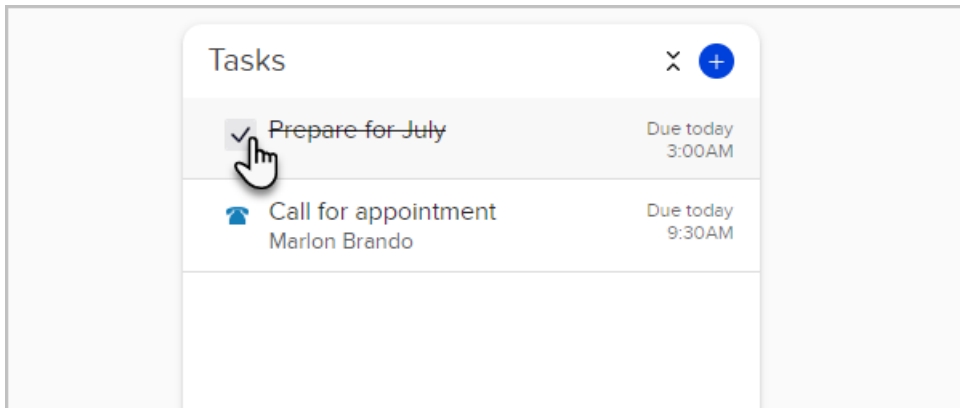 Tasks
Prepare for July
Due today
3:00AM
Call for appointment
Marlon Brando
Due today
9:30AM